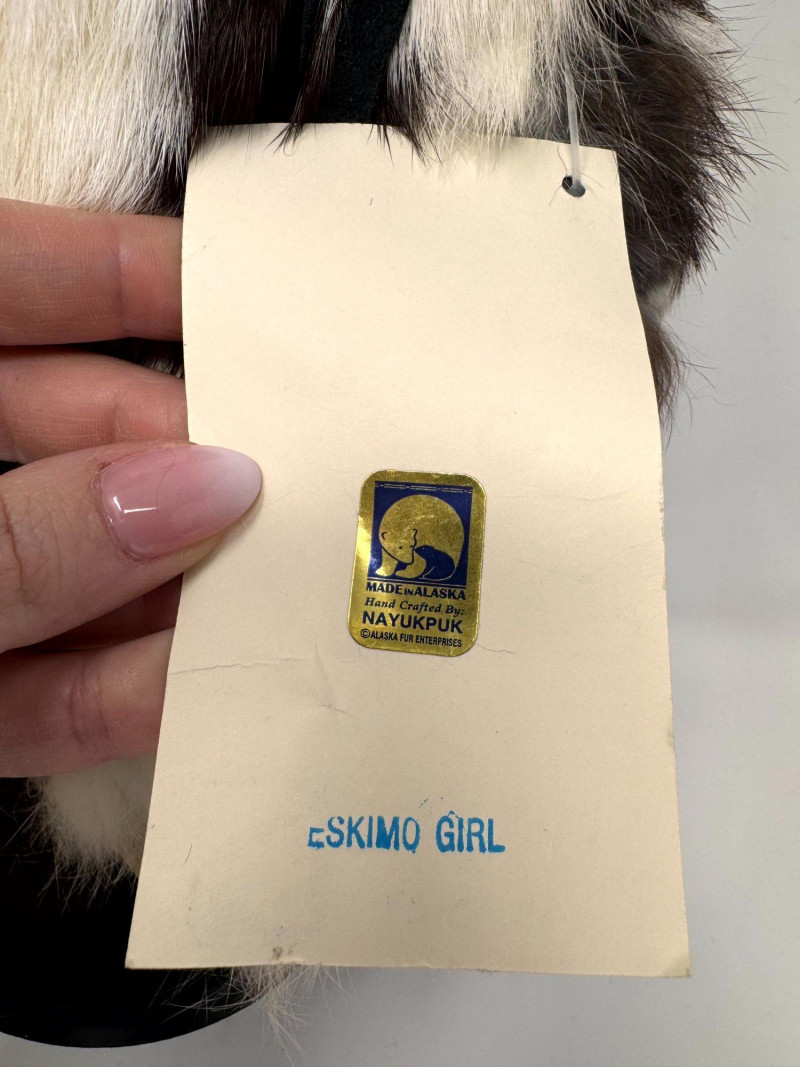 MADE IN ALASKA
Hand Crafted By:
NAYUKPUK
©ALASKA FUR ENTERPRISES
ESKIMO GIRL